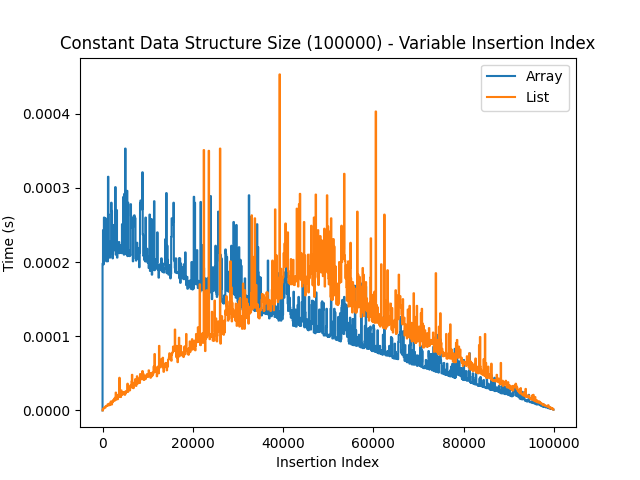 Constant Data Structure Size (100000) - Variable Insertion Index
Array
List
0.0004
0.0003
0.0002
0.0001
0.0000
Time (s)
0 20000 40000 60000 80000 100000
Insertion Index